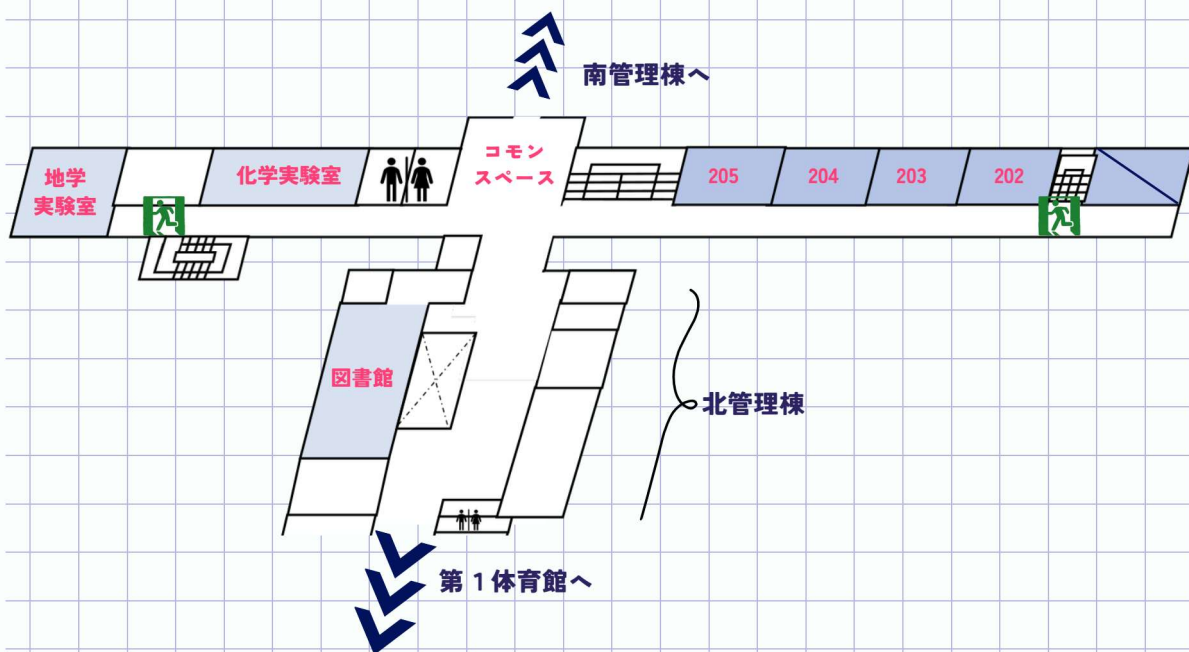 南管理棟へ
コモン
スペース
地学
実験室
化学実験室
205
204
203
202
図書館
北管理棟
第1体育館へ